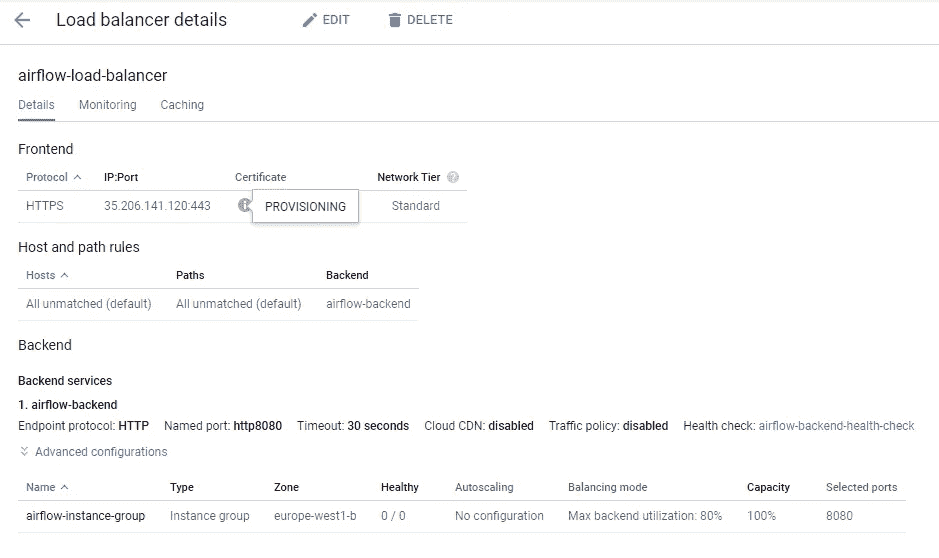 Load balancer details EDIT DELETE
airflow-load-balancer
Details Monitoring Caching
Frontend
Protocol IP:Port Certificate Network Tier
HTTPS 35.206.141.120:443 PROVISIONING Standard
Host and path rules
Hosts Paths Backend
All unmatched (default) All unmatched (default) airflow-backend
Backend
Backend services
1. airflow-backend
Endpoint protocol: HTTP Named port: http8080 Timeout: 30 seconds Cloud CDN: disabled Traffic policy: disabled Health check: airflow-backend-health-check
Advanced configurations
Name Type Zone Healthy Autoscaling Balancing mode Capacity Selected ports
airflow-instance-group Instance group europe-west1-b 0 / 0 No configuration Max backend utilization: 80% 100% 8080